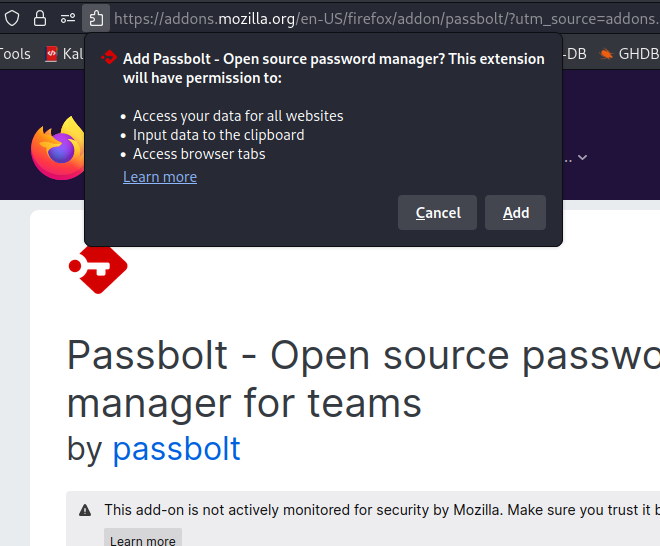 https://addons.mozilla.org/en-US/firefox/addon/passbolt/?utm_source=addons.
Tools
Kal
-DB
GHDB
Add Passbolt - Open source password manager? This extension
will have permission to:
• Access your data for all websites
• Input data to the clipboard
• Access browser tabs
Learn more
..
Cancel
Add
Passbolt - Open source passwo
manager for teams
by passbolt
This add-on is not actively monitored for security by Mozilla. Make sure you trust it b
Learn more